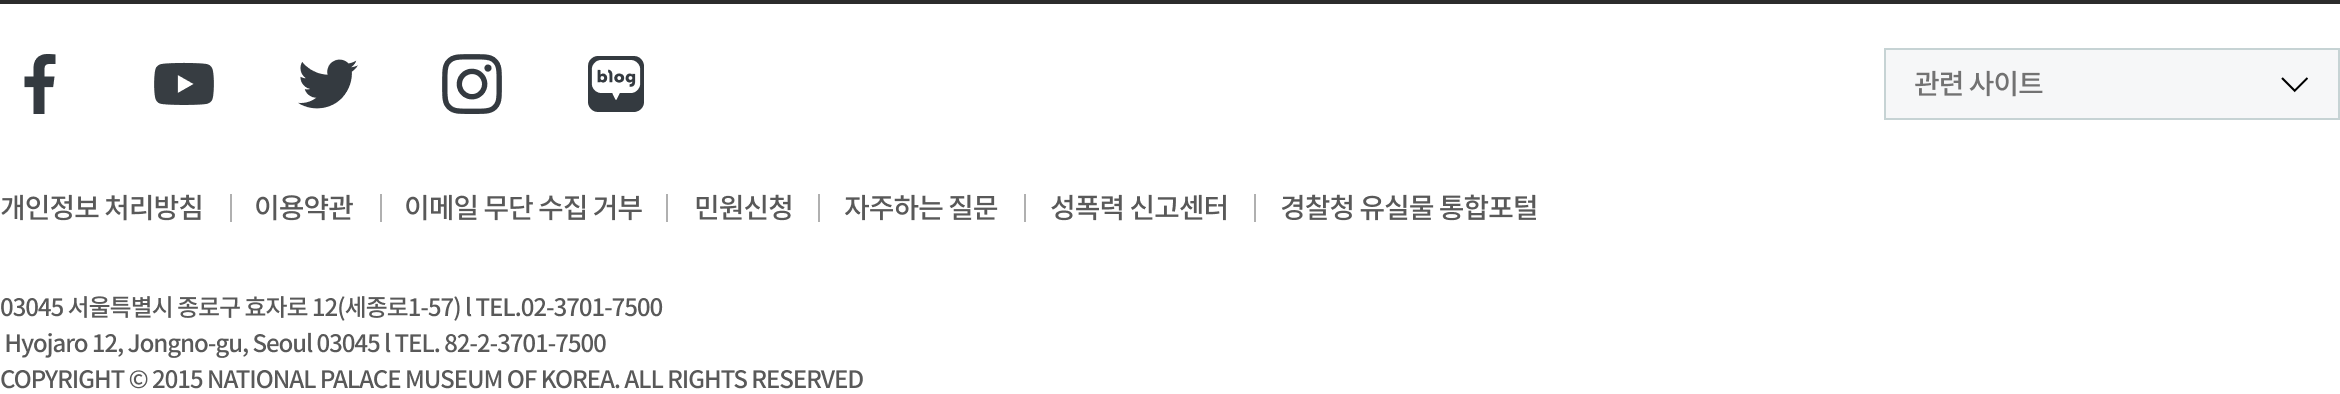 blog
관련 사이트
개인정보 처리방침 | 이용약관 | 이메일 무단 수집 거부 | 민원신청 | 자주하는 질문 | 성폭력 신고센터 | 경찰청 유실물 통합포털
03045 서울특별시 종로구 효자로 12(세종로1-57) l TEL.02-3701-7500
Hyojaro 12, Jongno-gu, Seoul 03045 l TEL. 82-2-3701-7500
COPYRIGHT © 2015 NATIONAL PALACE MUSEUM OF KOREA. ALL RIGHTS RESERVED